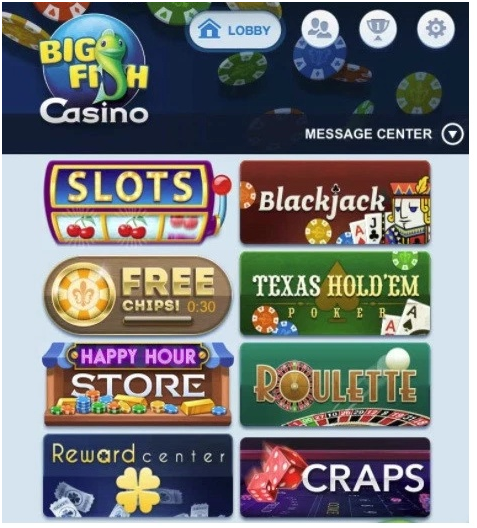 LOBBY
BIG
FISH
Casino
MESSAGE CENTER
SLOTS
Blackjack
FREE
CHIPS! 0:30
TEXAS HOLD'EM
POKER
HAPPY HOUR
STORE
ROULETTE
Reward center
CRAPS